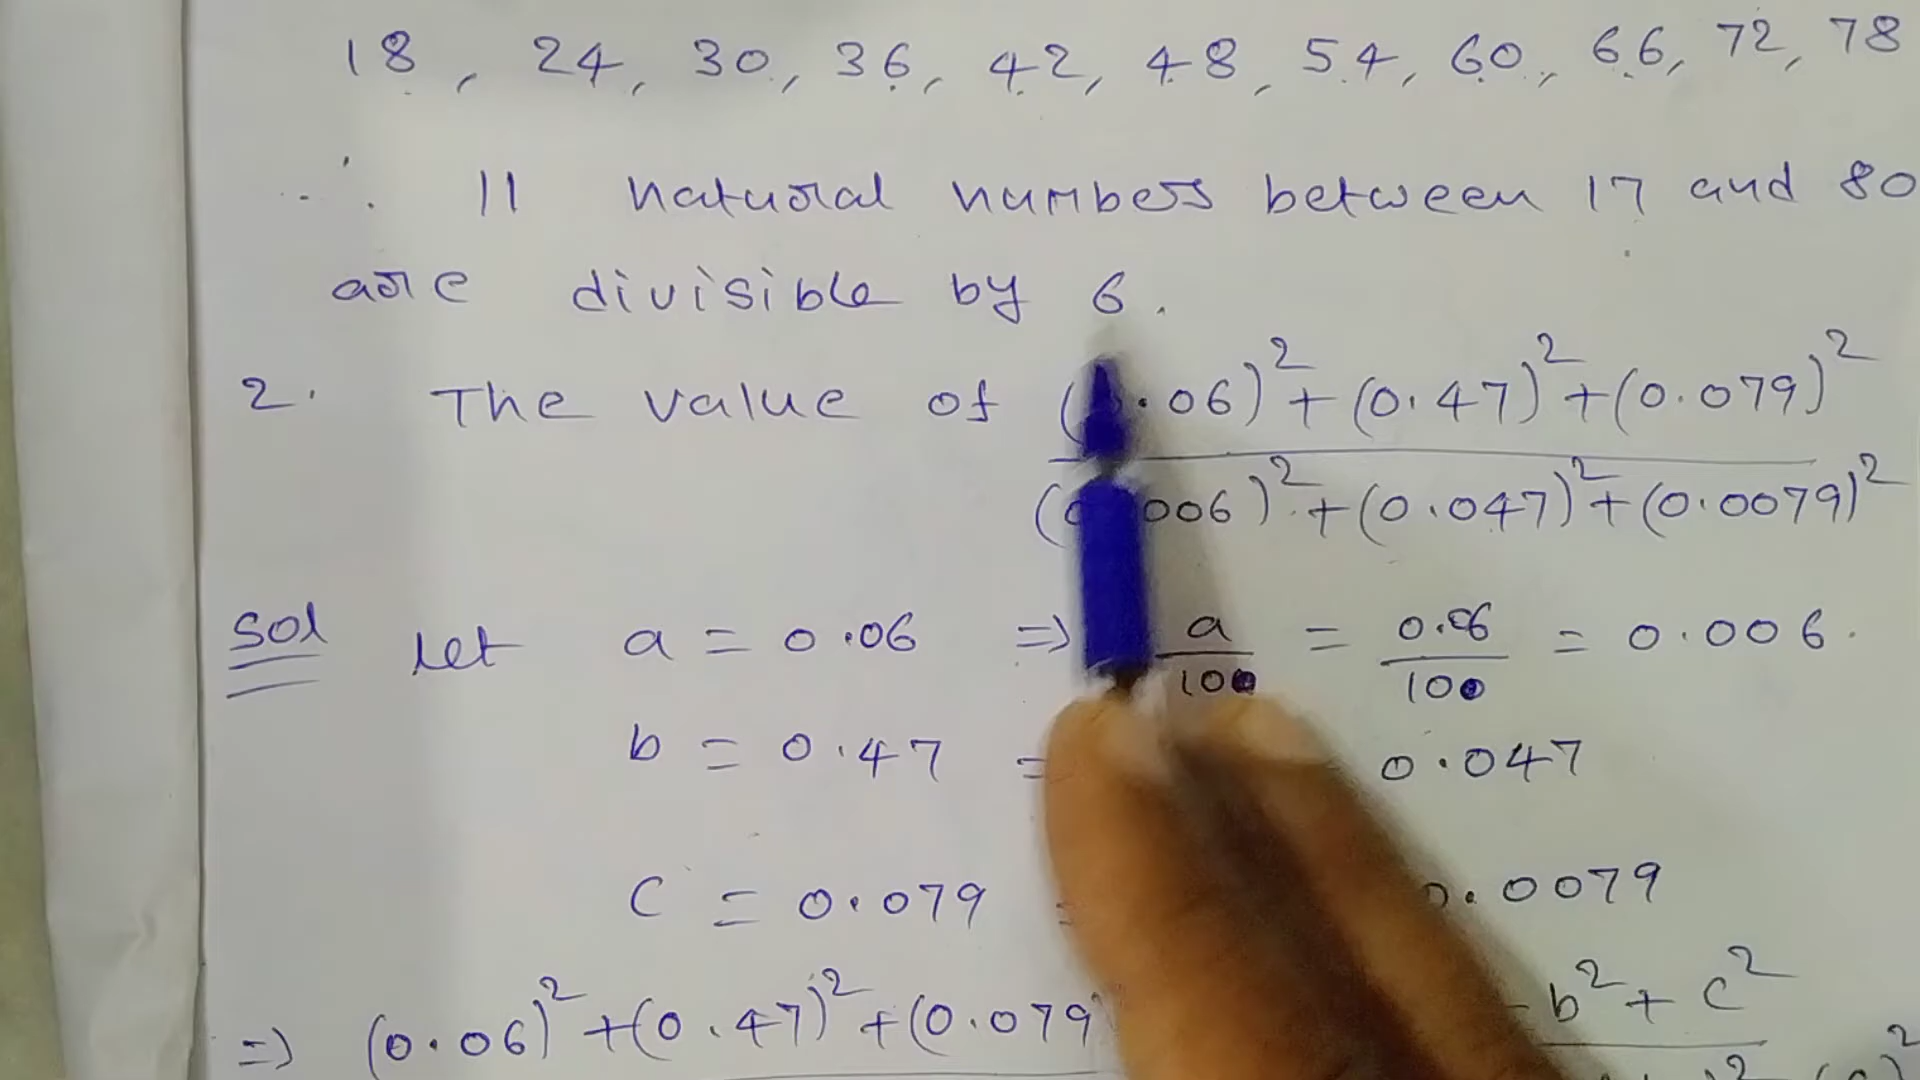 18, 24, 30, 36, 42, 48, 54, 60, 66, 72, 78
∴ 11 natural numbers between 17 and 80
are divisible by 6.
2. The value of (0.06)² + (0.47)² + (0.079)²
(0.006)² + (0.047)² + (0.0079)²
Sol Let a = 0.06 => a/100 = 0.06/100 = 0.006.
b = 0.47 = 0.047
c = 0.079 = 0.0079
=> (0.06)² + (0.47)² + (0.079 b² + c²